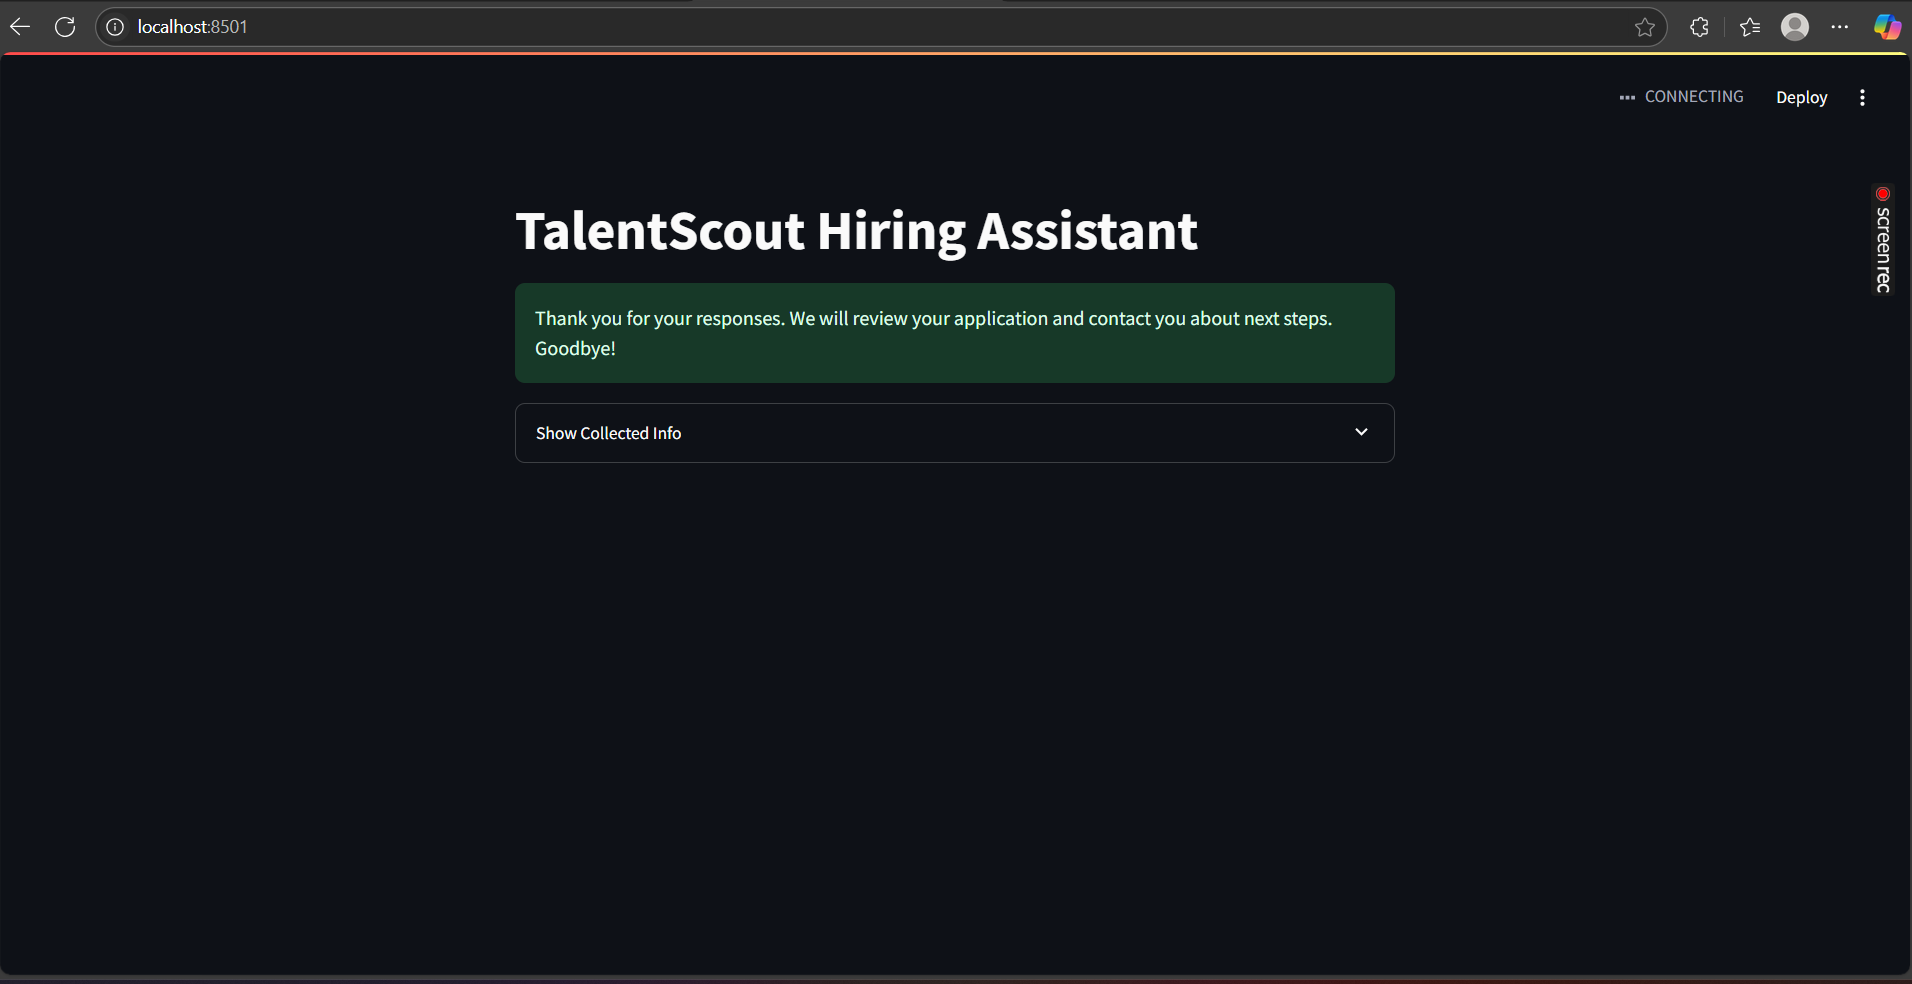 localhost:8501
CONNECTING
Deploy
screenrec
TalentScout Hiring Assistant
Thank you for your responses. We will review your application and contact you about next steps.
Goodbye!
Show Collected Info